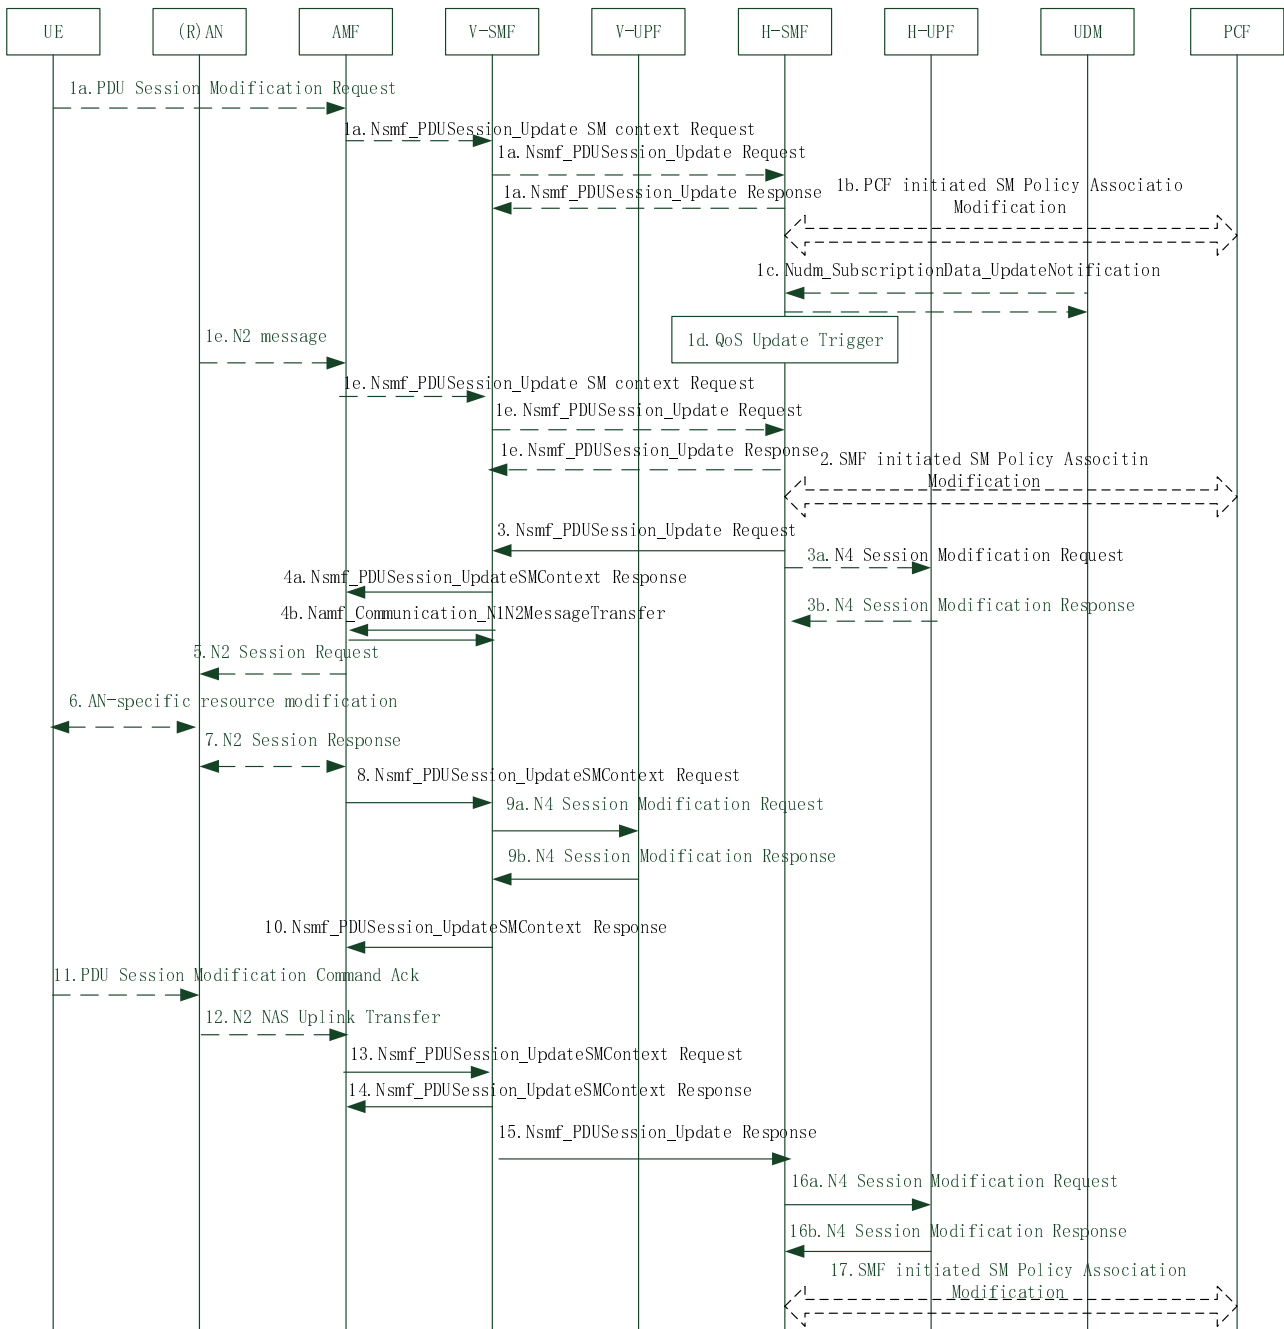 UE
(R)AN
AMF
V-SMF
V-UPF
H-SMF
H-UPF
UDM
PCF
1a.PDU Session Modification Request
1a.Nsmf_PDUSession_Update SM context Request
1a.Nsmf_PDUSession_Update Request
1a.Nsmf_PDUSession_Update Response
1b.PCF initiated SM Policy Associatio
Modification
1c.Nudm_SubscriptionData_UpdateNotification
1d.QoS Update Trigger
1e.N2 message
1e.Nsmf_PDUSession_Update SM context Request
1e.Nsmf_PDUSession_Update Request
1e.Nsmf_PDUSession_Update Response
2.SMF initiated SM Policy Associtin
Modification
3.Nsmf_PDUSession_Update Request
3a.N4 Session Modification Request
4a.Nsmf_PDUSession_UpdateSMContext Response
3b.N4 Session Modification Response
4b.Namf_Communication_N1N2MessageTransfer
5.N2 Session Request
6.AN-specific resource modification
7.N2 Session Response
8.Nsmf_PDUSession_UpdateSMContext Request
9a.N4 Session Modification Request
9b.N4 Session Modification Response
10.Nsmf_PDUSession_UpdateSMContext Response
11.PDU Session Modification Command Ack
12.N2 NAS Uplink Transfer
13.Nsmf_PDUSession_UpdateSMContext Request
14.Nsmf_PDUSession_UpdateSMContext Response
15.Nsmf_PDUSession_Update Response
16a.N4 Session Modification Request
16b.N4 Session Modification Response
17.SMF initiated SM Policy Association
Modification